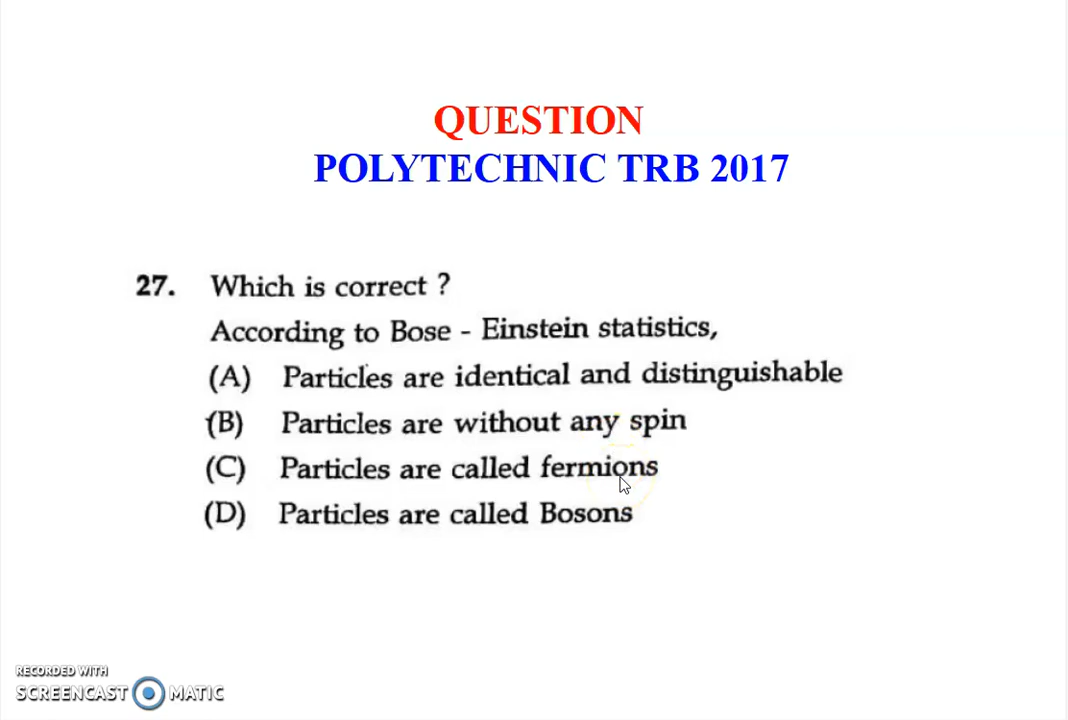 QUESTION
POLYTECHNIC TRB 2017
27. Which is correct ?
According to Bose - Einstein statistics,
(A) Particles are identical and distinguishable
(B) Particles are without any spin
(C) Particles are called fermions
(D) Particles are called Bosons
RECORDED WITH
SCREENCAST MATIC